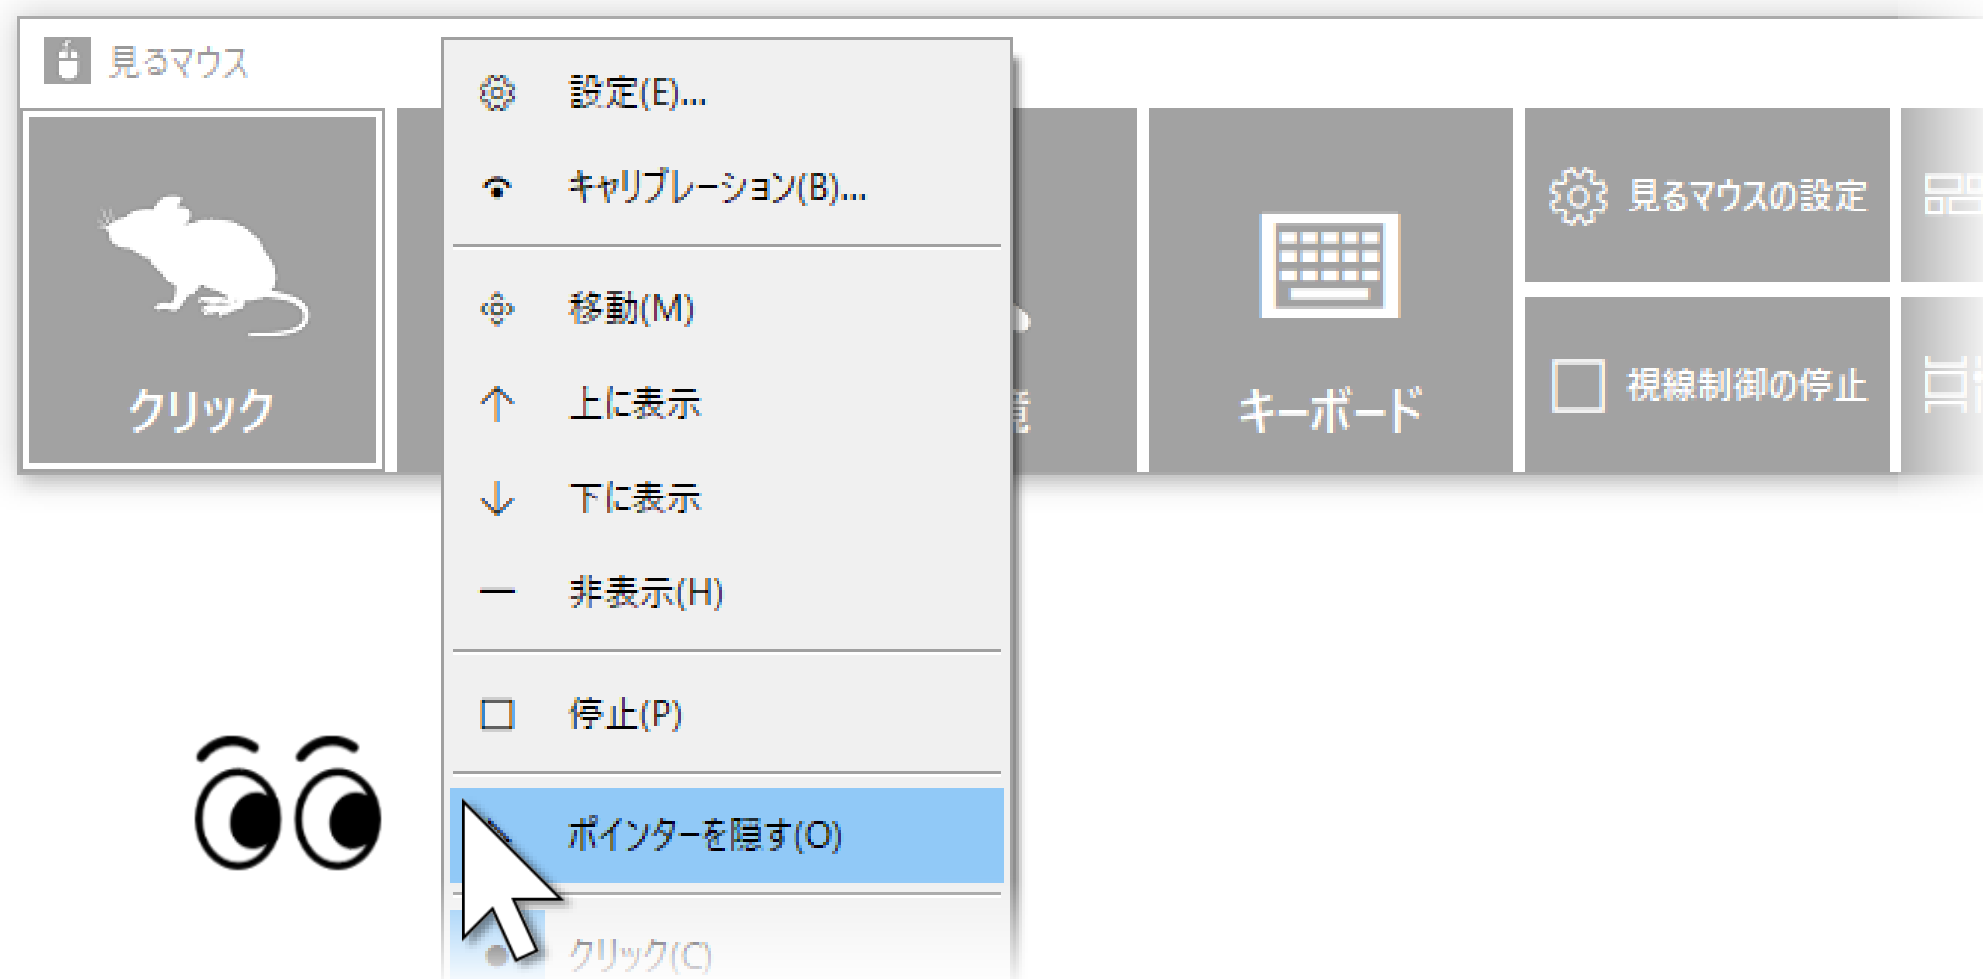 見るマウス
設定(E)...
キャリブレーション(B)...
移動(M)
上に表示
下に表示
非表示(H)
停止(P)
ポインターを隠す(O)
クリック(C)
クリック
キーボード
見るマウスの設定
視線制御の停止